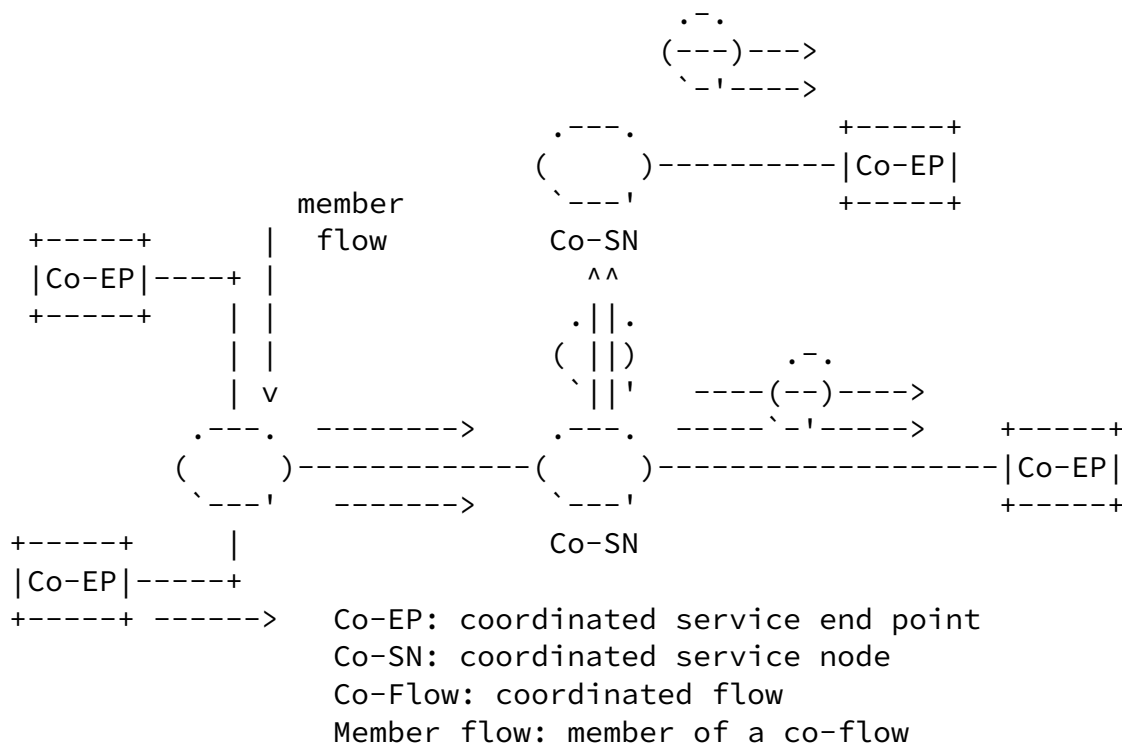 Co-EP
member
flow
Co-SN
Co-EP
Co-EP
Co-SN
Co-EP
Co-EP: coordinated service end point
Co-SN: coordinated service node
Co-Flow: coordinated flow
Member flow: member of a co-flow